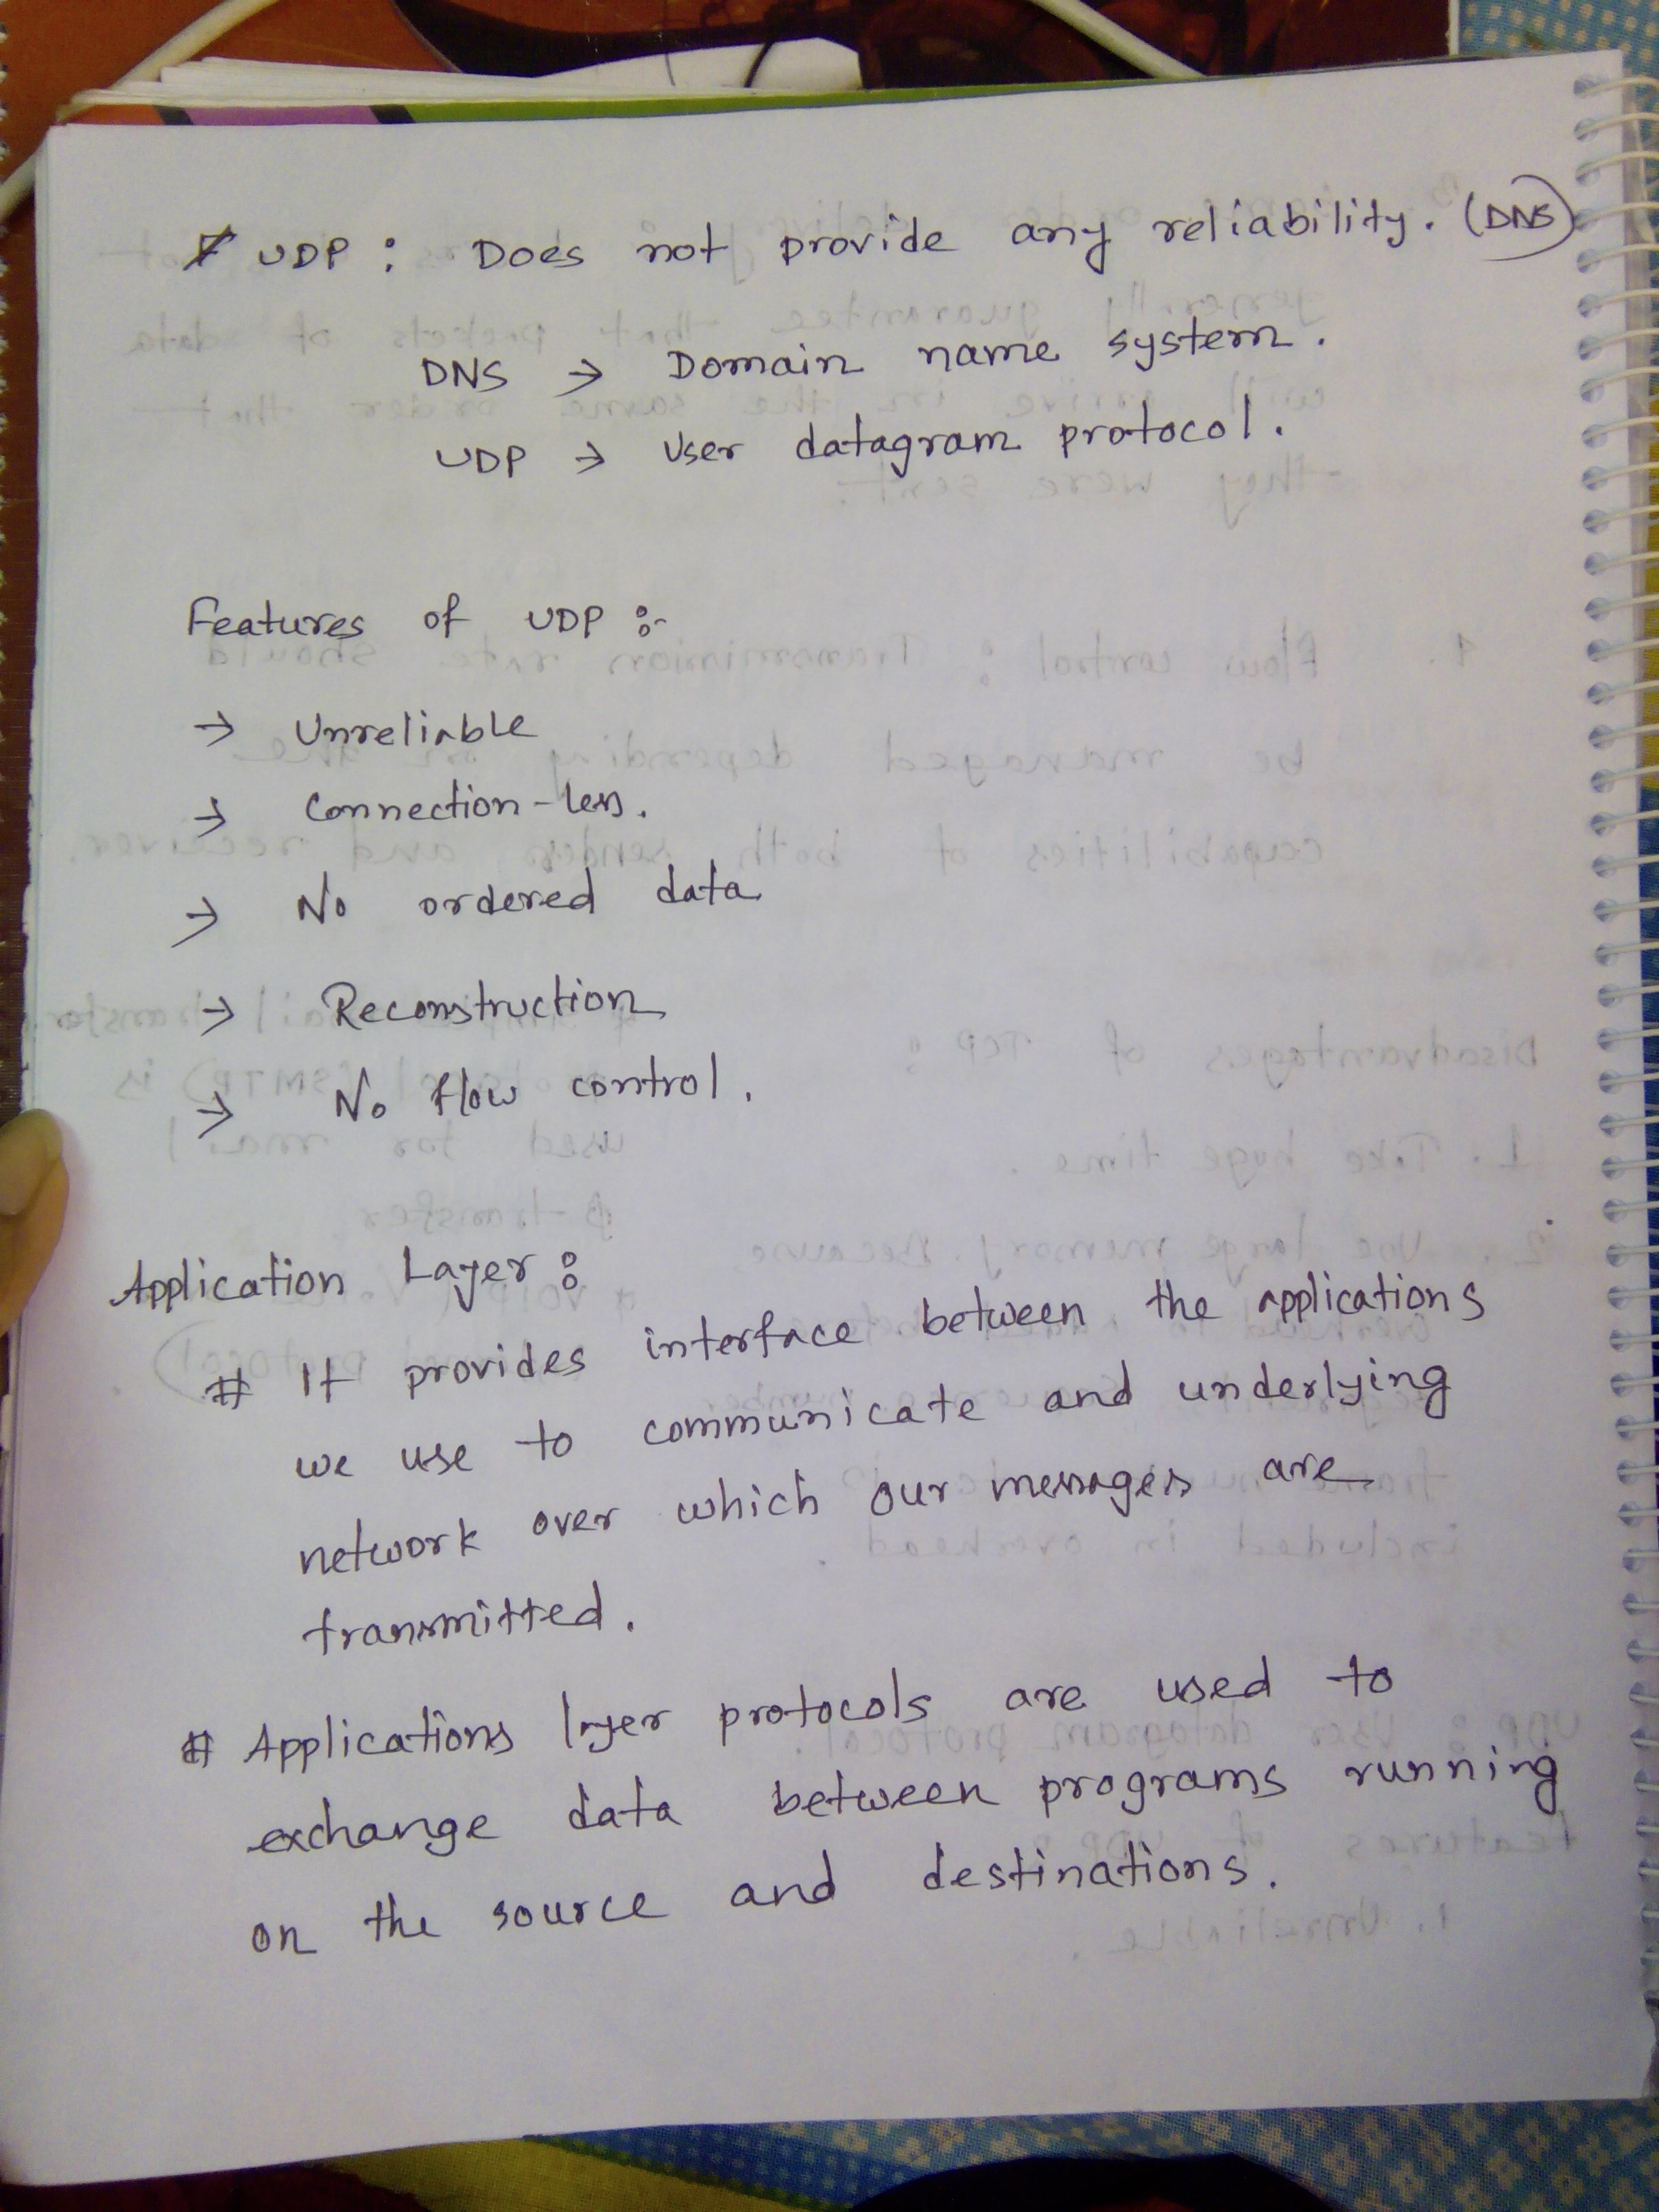 # UDP : Does not provide any reliability. (DNS)
DNS → Domain name system.
UDP → User datagram protocol.
Features of UDP :-
→ Unreliable
→ Connection-less.
→ No ordered data
→ Reconstruction
→ No flow control.
Application Layer :
# It provides interface between the applications
we use to communicate and underlying
network over which our messages are
transmitted.
# Applications layer protocols are used to
exchange data between programs running
on the source and destinations.